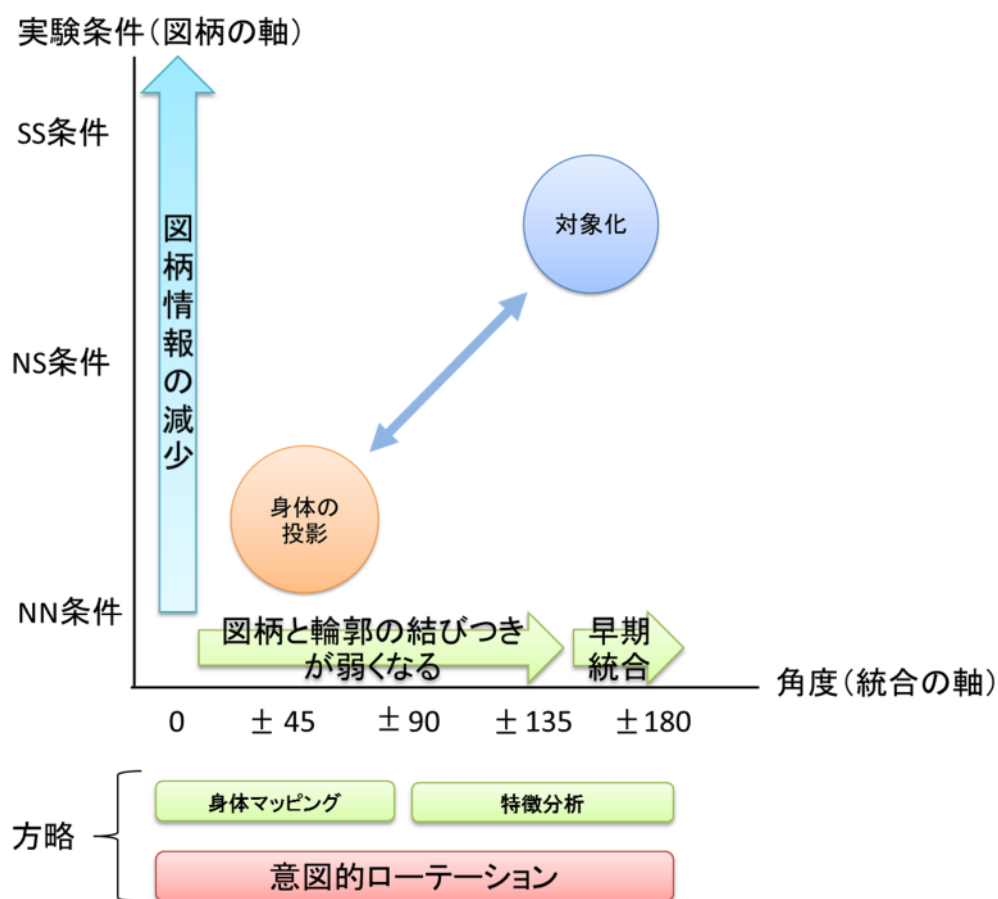 実験条件(図柄の軸)
SS条件
NS条件
NN条件
図柄情報の減少
対象化
身体の
投影
図柄と輪郭の結びつき
が弱くなる
早期
統合
角度(統合の軸)
0
±45
±90
±135
±180
方略
身体マッピング
特徴分析
意図的ローテーション